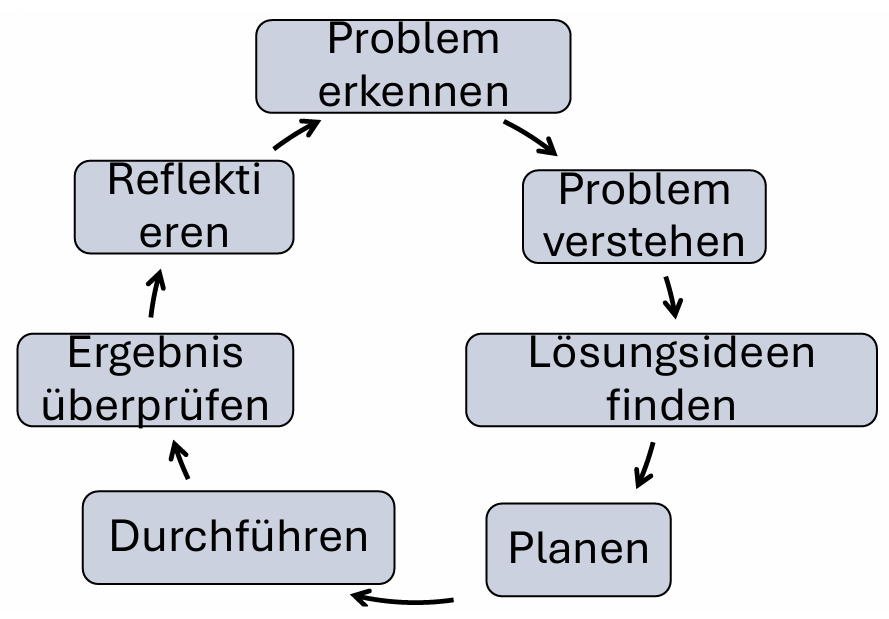 Problem
erkennen
Problem
verstehen
Lösungsideen
finden
Planen
Durchführen
Ergebnis
überprüfen
Reflekti
eren